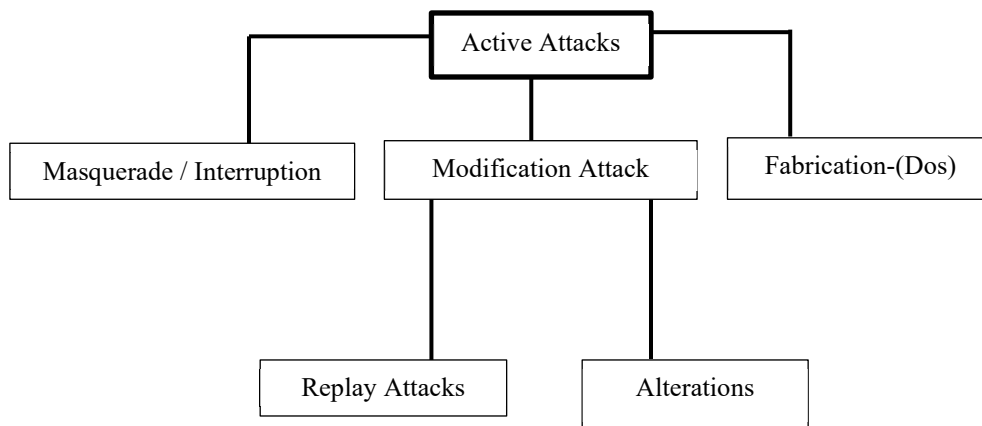 Active Attacks
Masquerade / Interruption
Modification Attack
Fabrication-(Dos)
Replay Attacks
Alterations